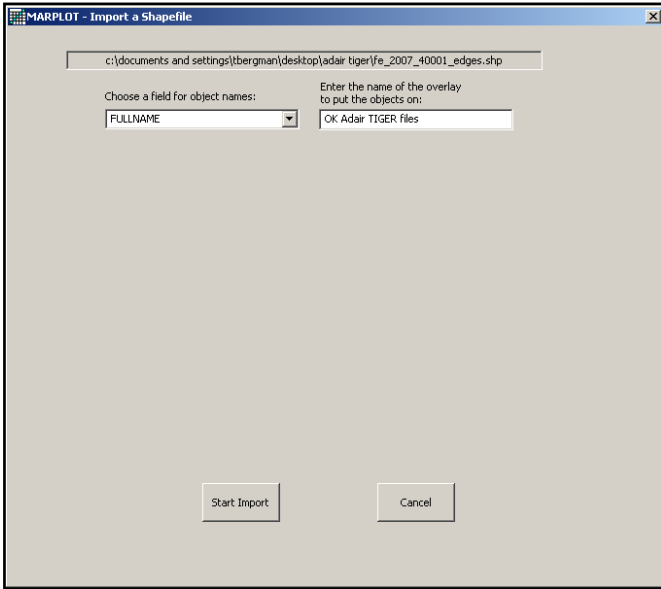 MARPLOT - Import a Shapefile
c:\documents and settings\tbergman\desktop\adair tiger\fe_2007_40001_edges.shp
Choose a field for object names:
FULLNAME
Enter the name of the overlay
to put the objects on:
OK Adair TIGER files
Start Import
Cancel